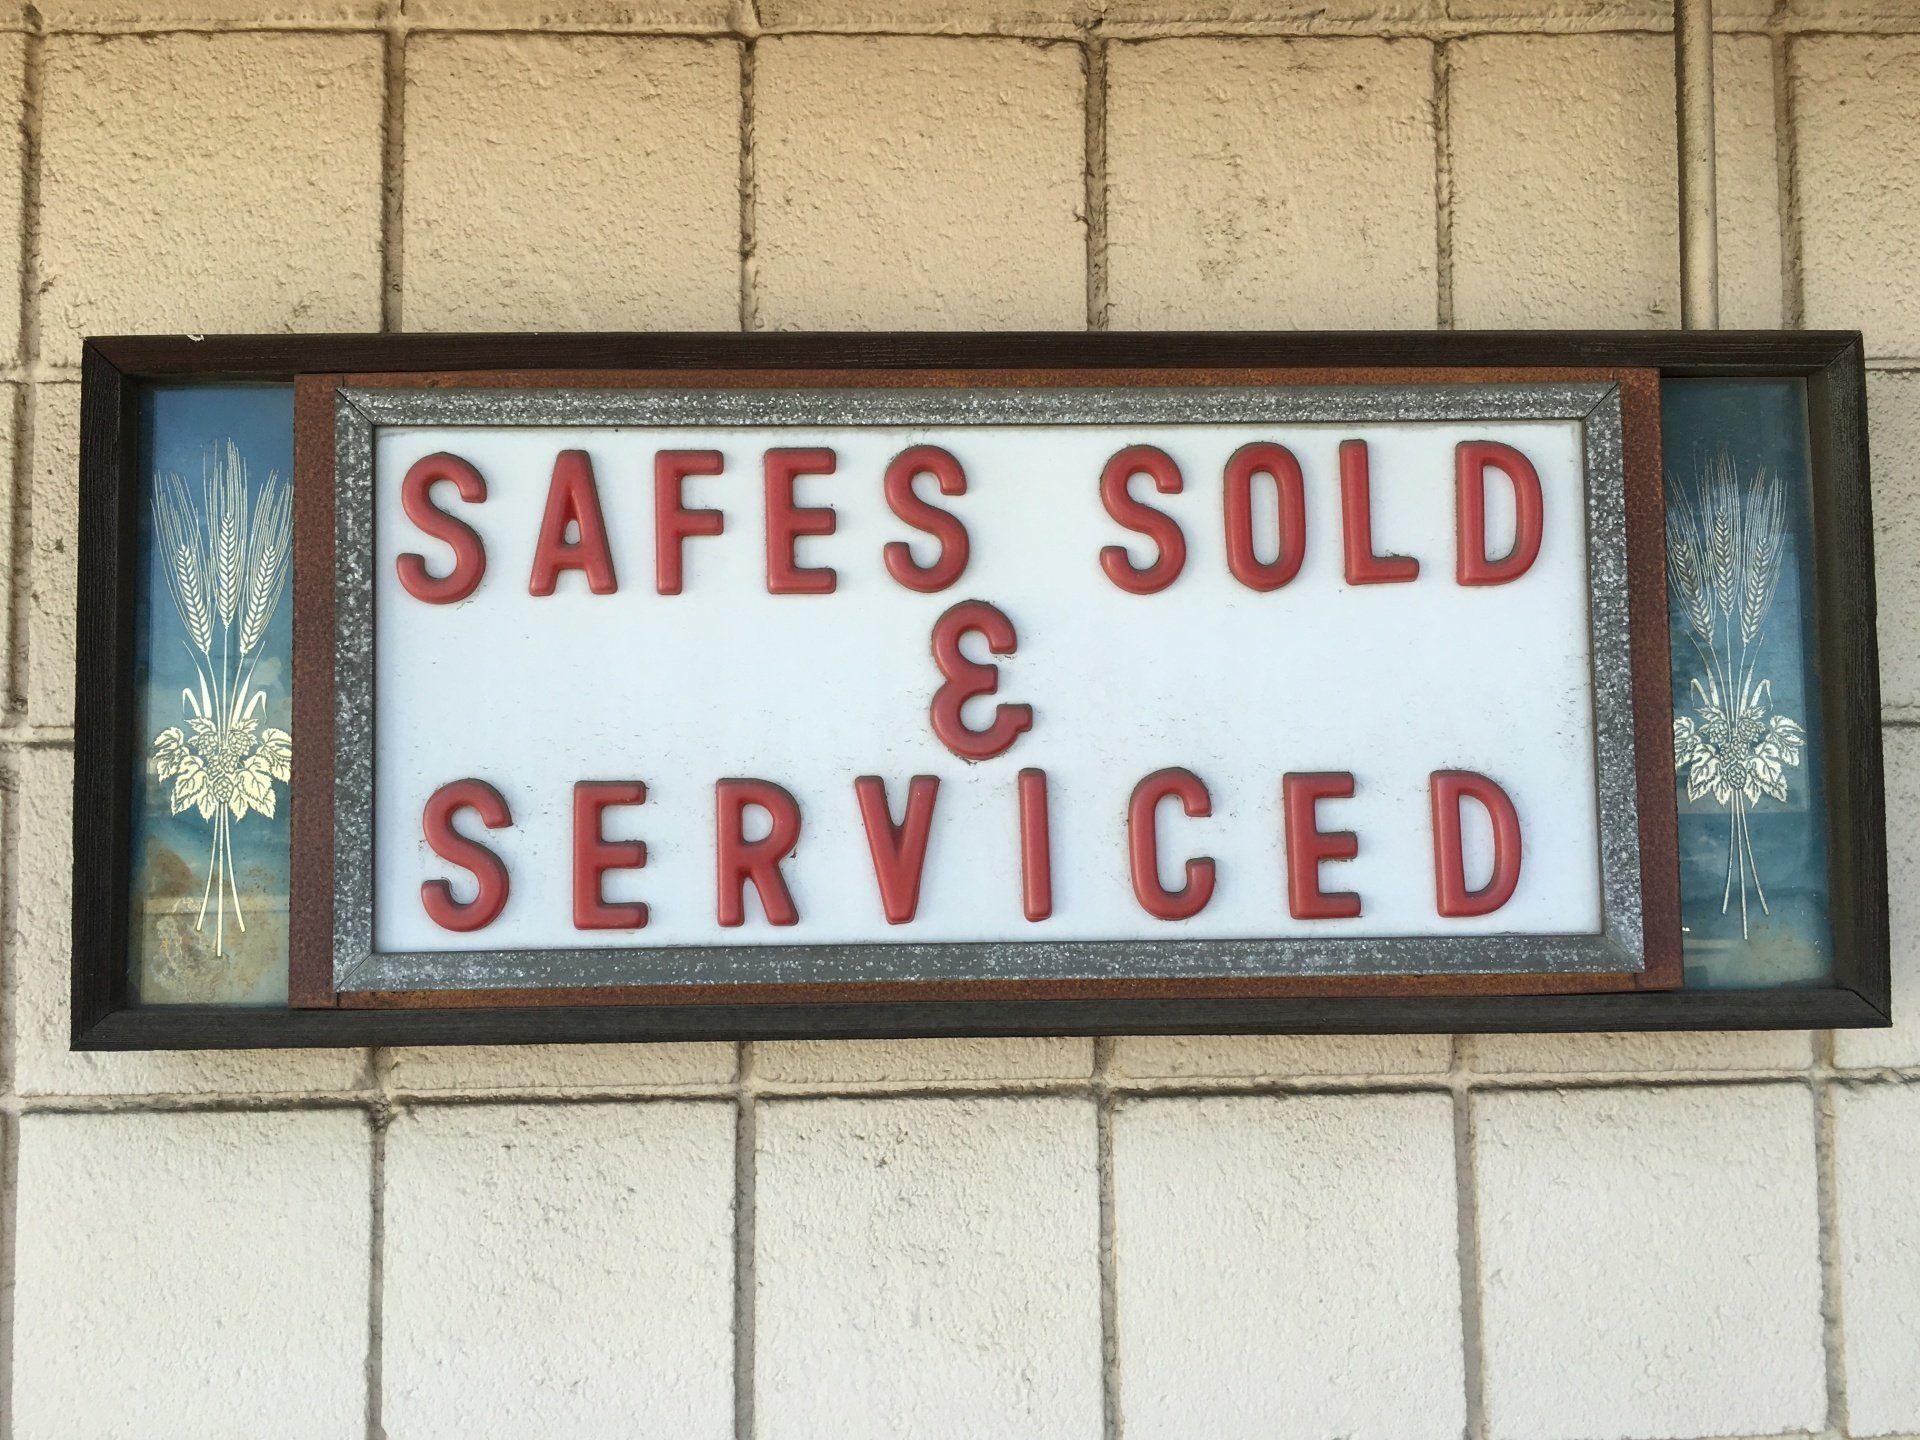 SAFES SOLD
&
SERVICED